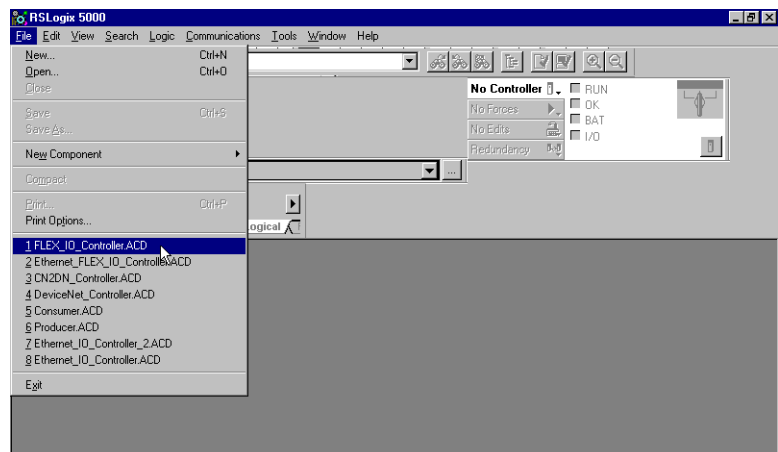 RSLogix 5000
File Edit View Search Logic Communications Tools Window Help
New... Ctrl+N
Open... Ctrl+O
Close
Save Ctrl+S
Save As...
New Component
Compact
Print... Ctrl+P
Print Options...
1 FLEX_IO_Controller.ACD
2 Ethernet_FLEX_IO_Controller.ACD
3 CN2DN_Controller.ACD
4 DeviceNet_Controller.ACD
5 Consumer.ACD
6 Producer.ACD
7 Ethernet_IO_Controller_2.ACD
8 Ethernet_IO_Controller.ACD
Exit
No Controller
RUN
No Forces
OK
BAT
No Edits
I/O
Redundancy
...
ogical